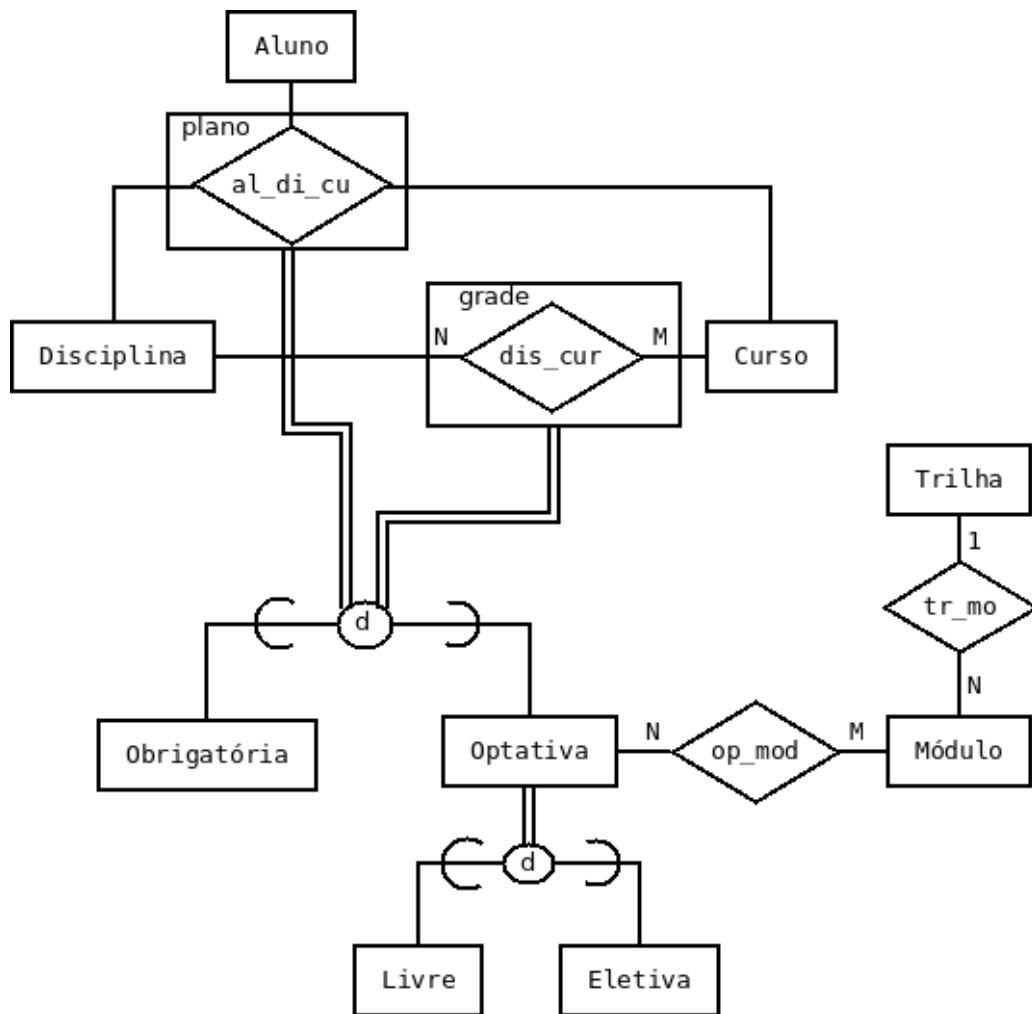 Aluno
plano
al_di_cu
grade
Disciplina
N
dis_cur
M
Curso
Trilha
1
tr_mo
N
d
Obrigatória
Optativa
N
op_mod
M
Módulo
d
Livre
Eletiva